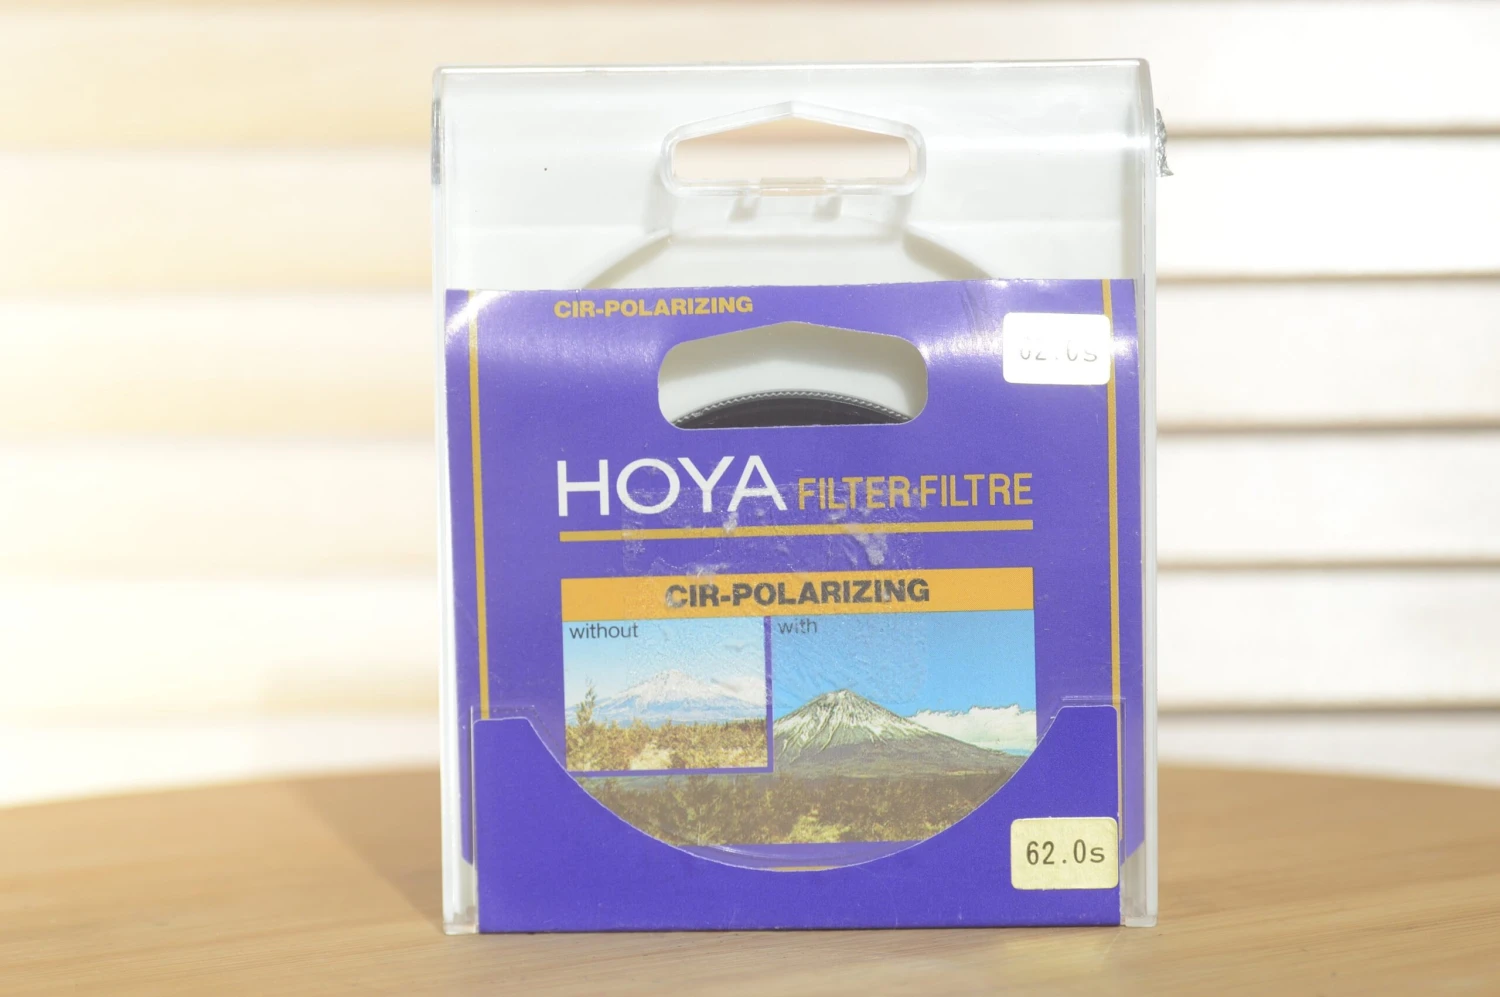 CIR-POLARIZING
62.0s
HOYA FILTER·FILTRE
CIR-POLARIZING
without
with
62.0s